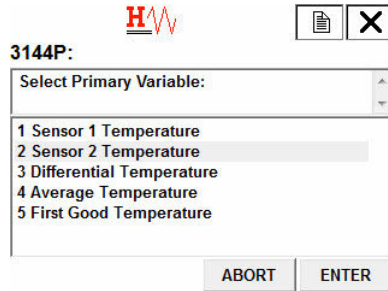 H
3144P:
Select Primary Variable:
1 Sensor 1 Temperature
2 Sensor 2 Temperature
3 Differential Temperature
4 Average Temperature
5 First Good Temperature
ABORT ENTER